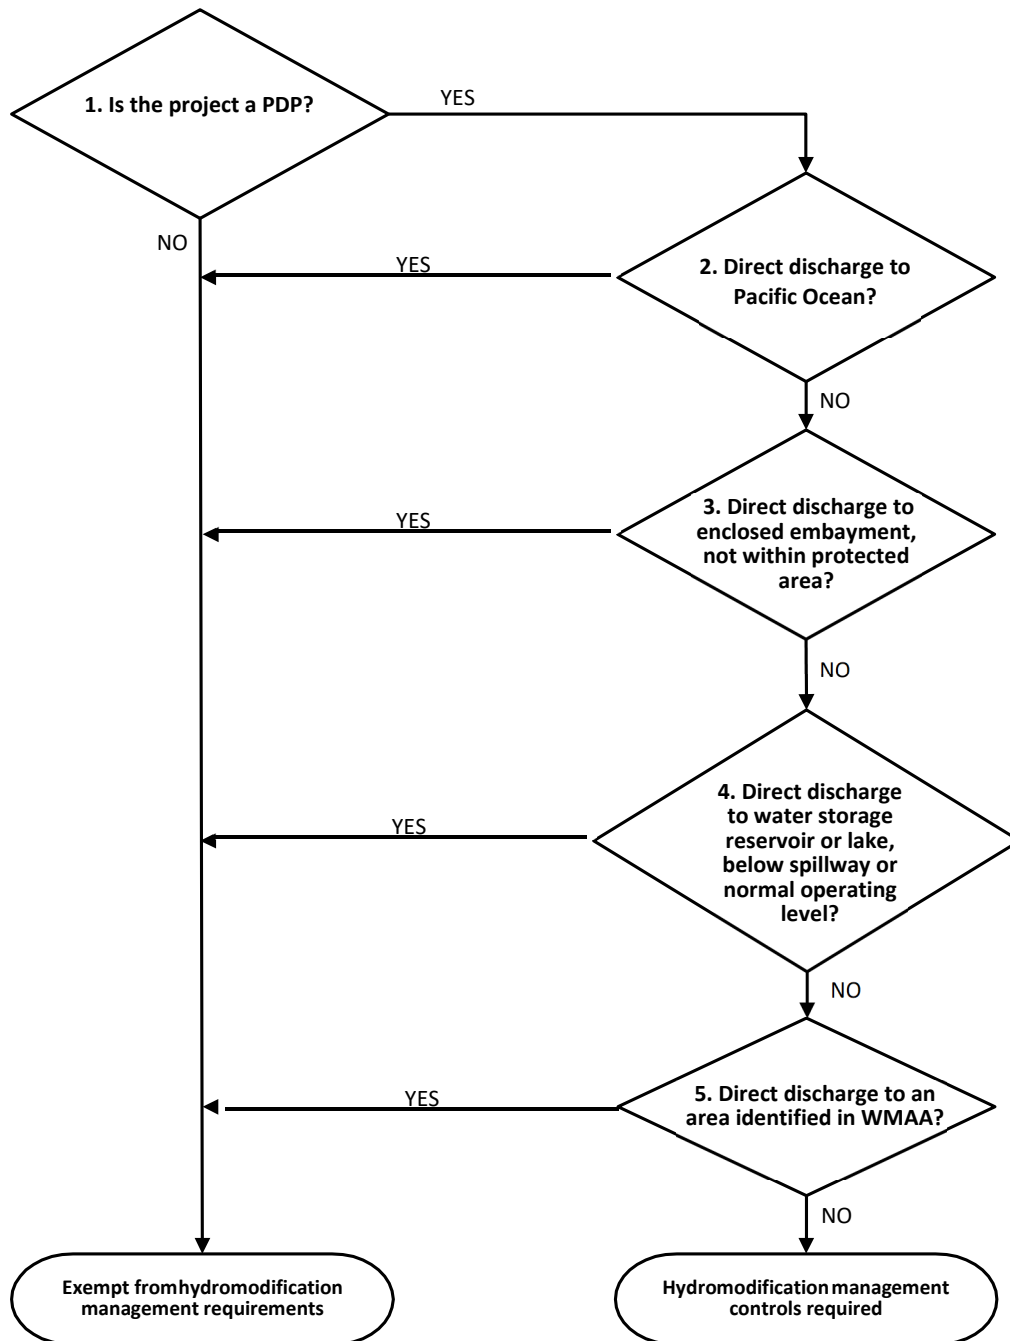 1. Is the project a PDP?
YES
NO
2. Direct discharge to
Pacific Ocean?
YES
NO
3. Direct discharge to
enclosed embayment,
not within protected
area?
YES
NO
4. Direct discharge
to water storage
reservoir or lake,
below spillway or
normal operating
level?
YES
NO
5. Direct discharge to an
area identified in WMAA?
YES
NO
Exempt fromhydromodification
management requirements
Hydromodification management
controls required